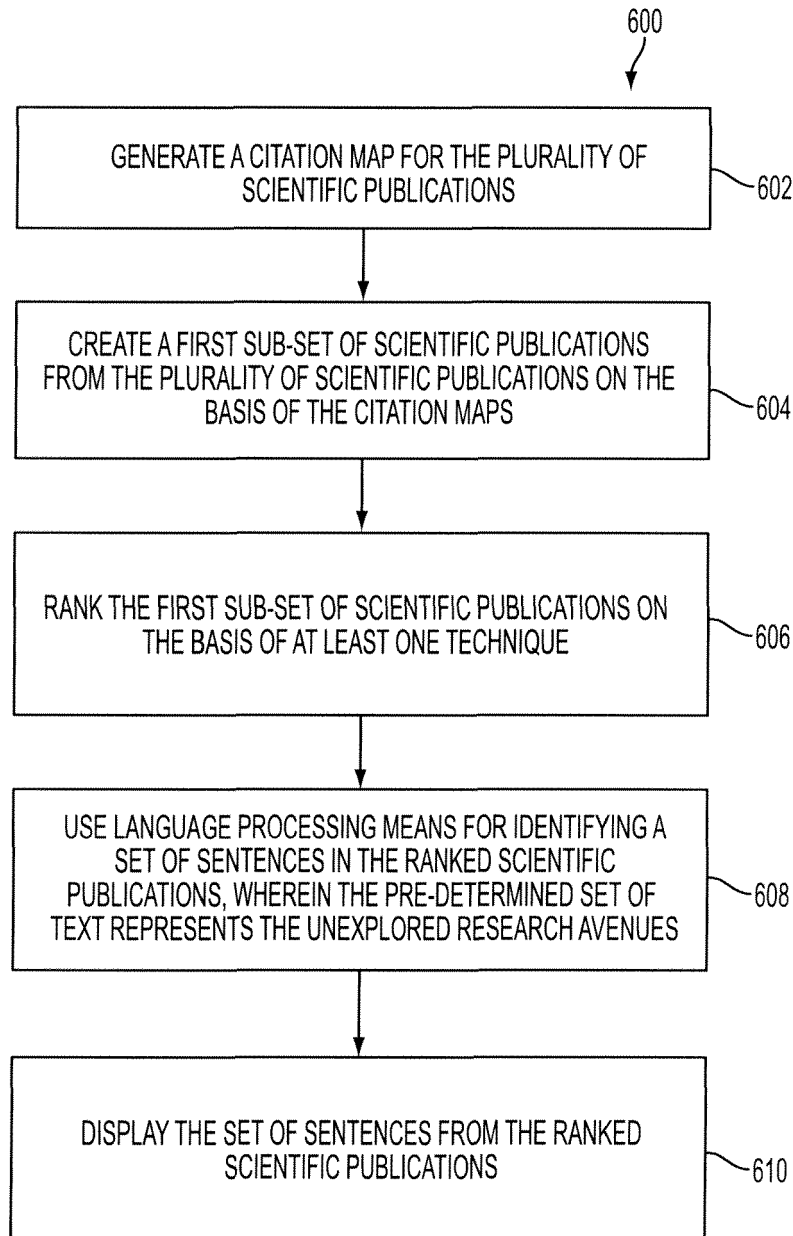 600
GENERATE A CITATION MAP FOR THE PLURALITY OF
SCIENTIFIC PUBLICATIONS
602
CREATE A FIRST SUB-SET OF SCIENTIFIC PUBLICATIONS
FROM THE PLURALITY OF SCIENTIFIC PUBLICATIONS ON THE
BASIS OF THE CITATION MAPS
604
RANK THE FIRST SUB-SET OF SCIENTIFIC PUBLICATIONS ON
THE BASIS OF AT LEAST ONE TECHNIQUE
606
USE LANGUAGE PROCESSING MEANS FOR IDENTIFYING A
SET OF SENTENCES IN THE RANKED SCIENTIFIC
PUBLICATIONS, WHEREIN THE PRE-DETERMINED SET OF
TEXT REPRESENTS THE UNEXPLORED RESEARCH AVENUES
608
DISPLAY THE SET OF SENTENCES FROM THE RANKED
SCIENTIFIC PUBLICATIONS
610